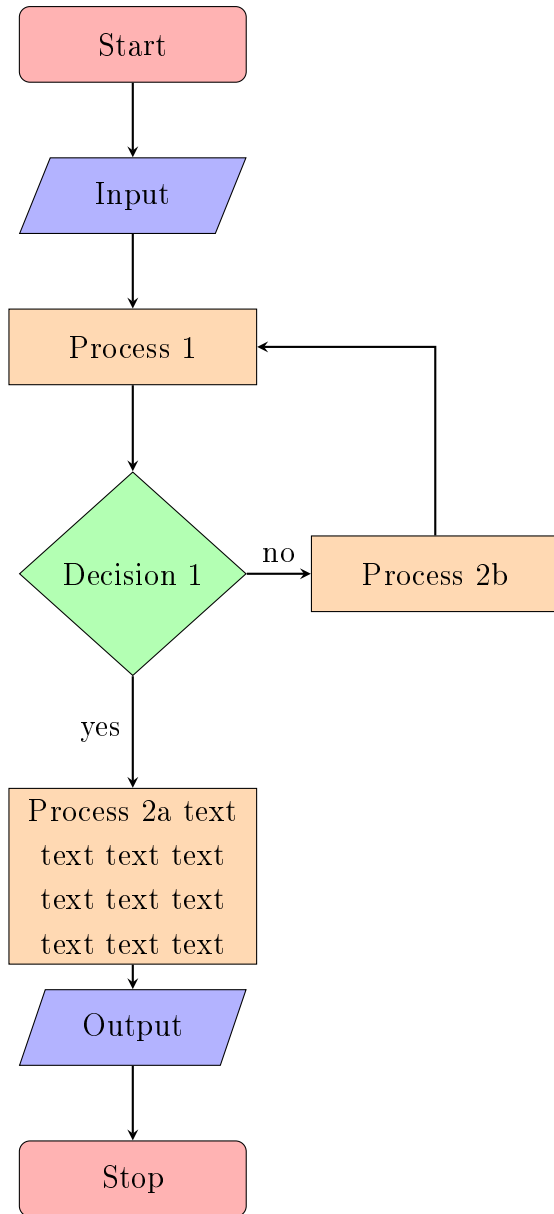 Start
Input
Process 1
Decision 1
no
Process 2b
yes
Process 2a text
text text text
text text text
text text text
Output
Stop